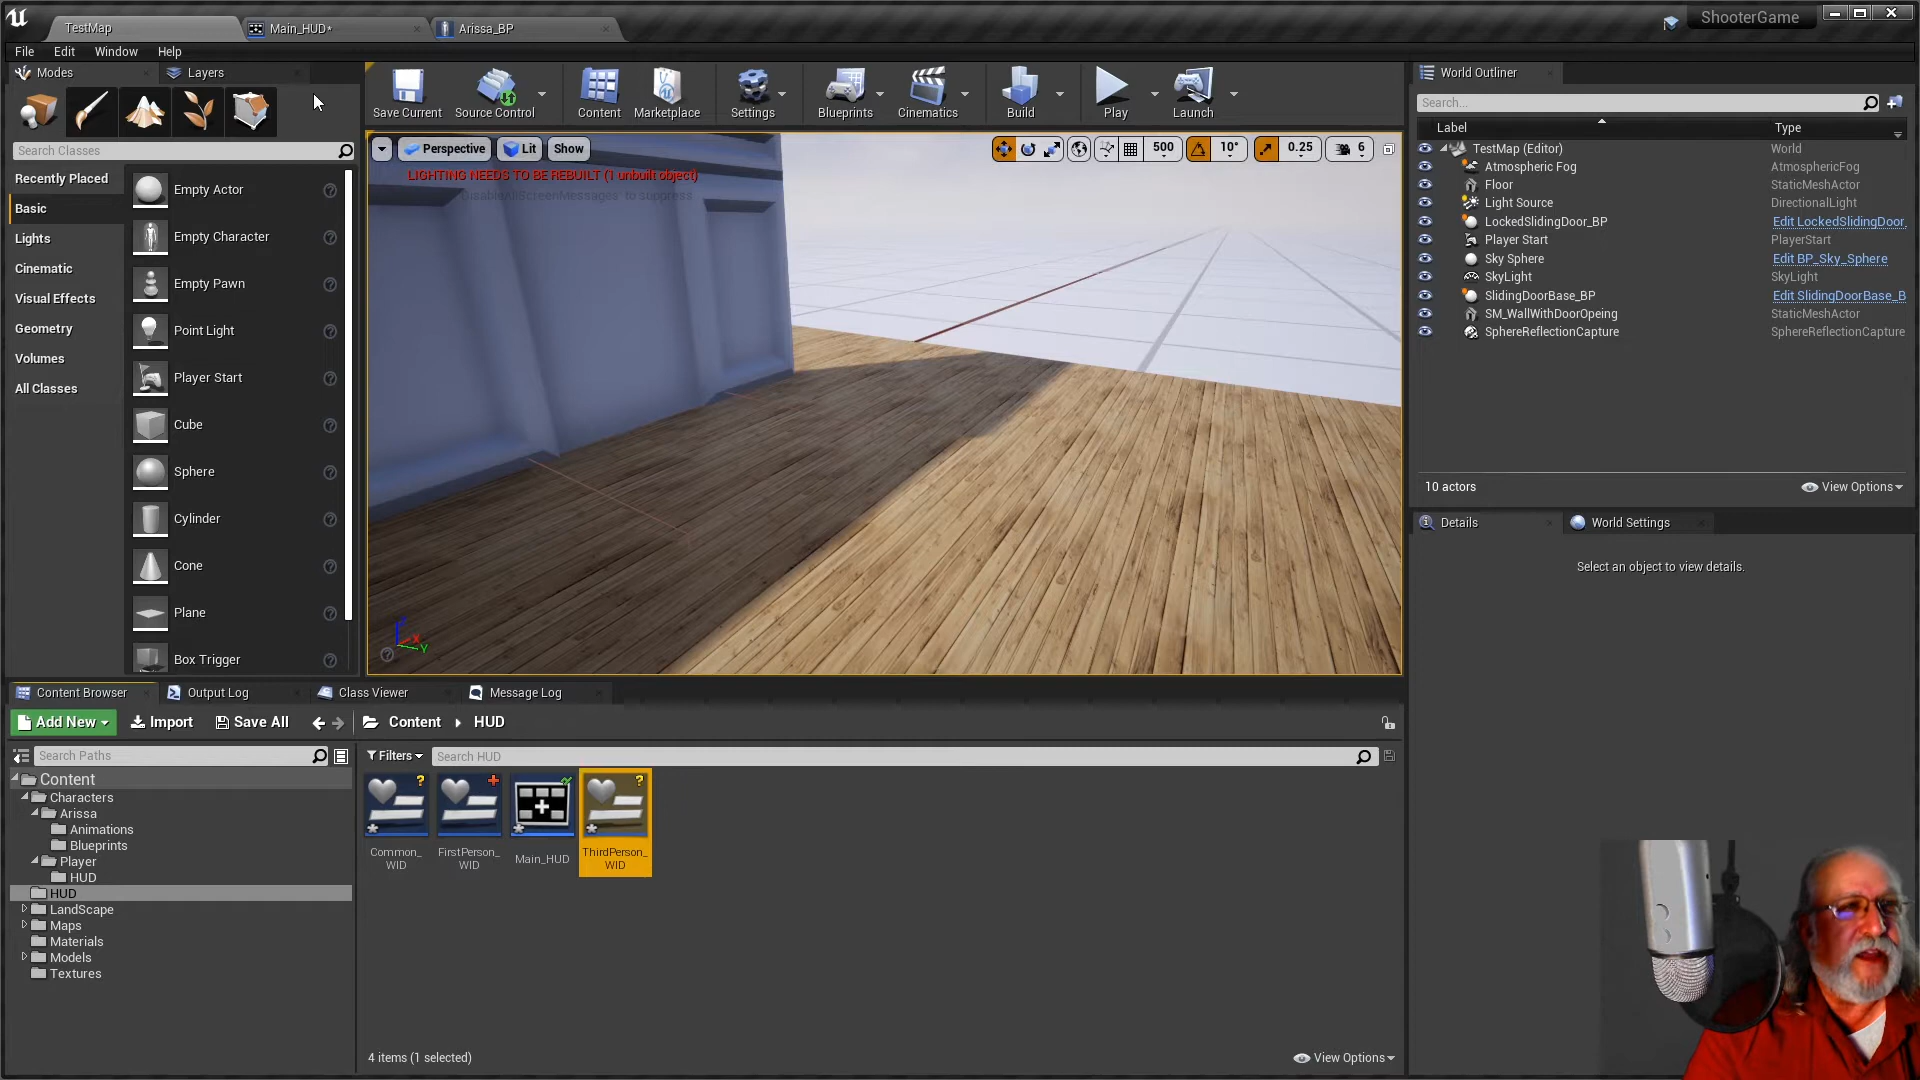 TestMap
Main_HUD*
Arissa_BP
ShooterGame
File Edit Window Help
Modes
Layers
Save Current
Source Control
Content
Marketplace
Settings
Blueprints
Cinematics
Build
Play
Launch
World Outliner
Search...
Label
Type
Search Classes
Recently Placed
Basic
Lights
Cinematic
Visual Effects
Geometry
Volumes
All Classes
Empty Actor
Empty Character
Empty Pawn
Point Light
Player Start
Cube
Sphere
Cylinder
Cone
Plane
Box Trigger
Perspective
Lit
Show
500
10°
0.25
6
LIGHTING NEEDS TO BE REBUILT (1 unbuilt object)
'DisableAllScreenMessages' to suppress
X
Y
TestMap (Editor) World
Atmospheric Fog AtmosphericFog
Floor StaticMeshActor
Light Source DirectionalLight
LockedSlidingDoor_BP Edit LockedSlidingDoor_
Player Start PlayerStart
Sky Sphere Edit BP_Sky_Sphere
SkyLight SkyLight
SlidingDoorBase_BP Edit SlidingDoorBase_B
SM_WallWithDoorOpeing StaticMeshActor
SphereReflectionCapture SphereReflectionCapture
10 actors
View Options
Details
World Settings
Select an object to view details.
Content Browser
Output Log
Class Viewer
Message Log
Add New
Import
Save All
Content
HUD
Search Paths
Filters
Search HUD
Content
Characters
Arissa
Animations
Blueprints
Player
HUD
HUD
LandScape
Maps
Materials
Models
Textures
Common_
WID
FirstPerson_
WID
Main_HUD
ThirdPerson_
WID
4 items (1 selected)
View Options